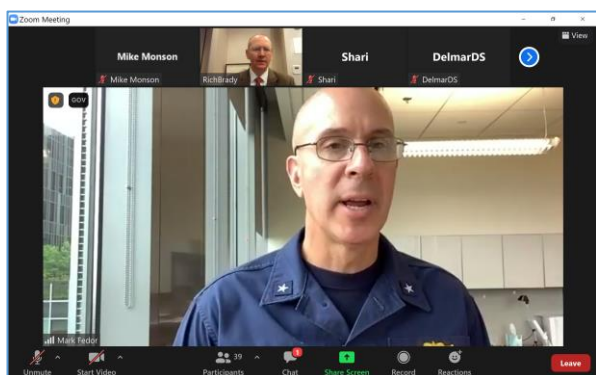 Zoom Meeting
View
Mike Monson
Shari
DelmarDS
Mike Monson
RichBrady
Shari
DelmarDS
GOV
Mark Fedor
39
1
Unmute
Start Video
Participants
Chat
Share Screen
Record
Reactions
Leave